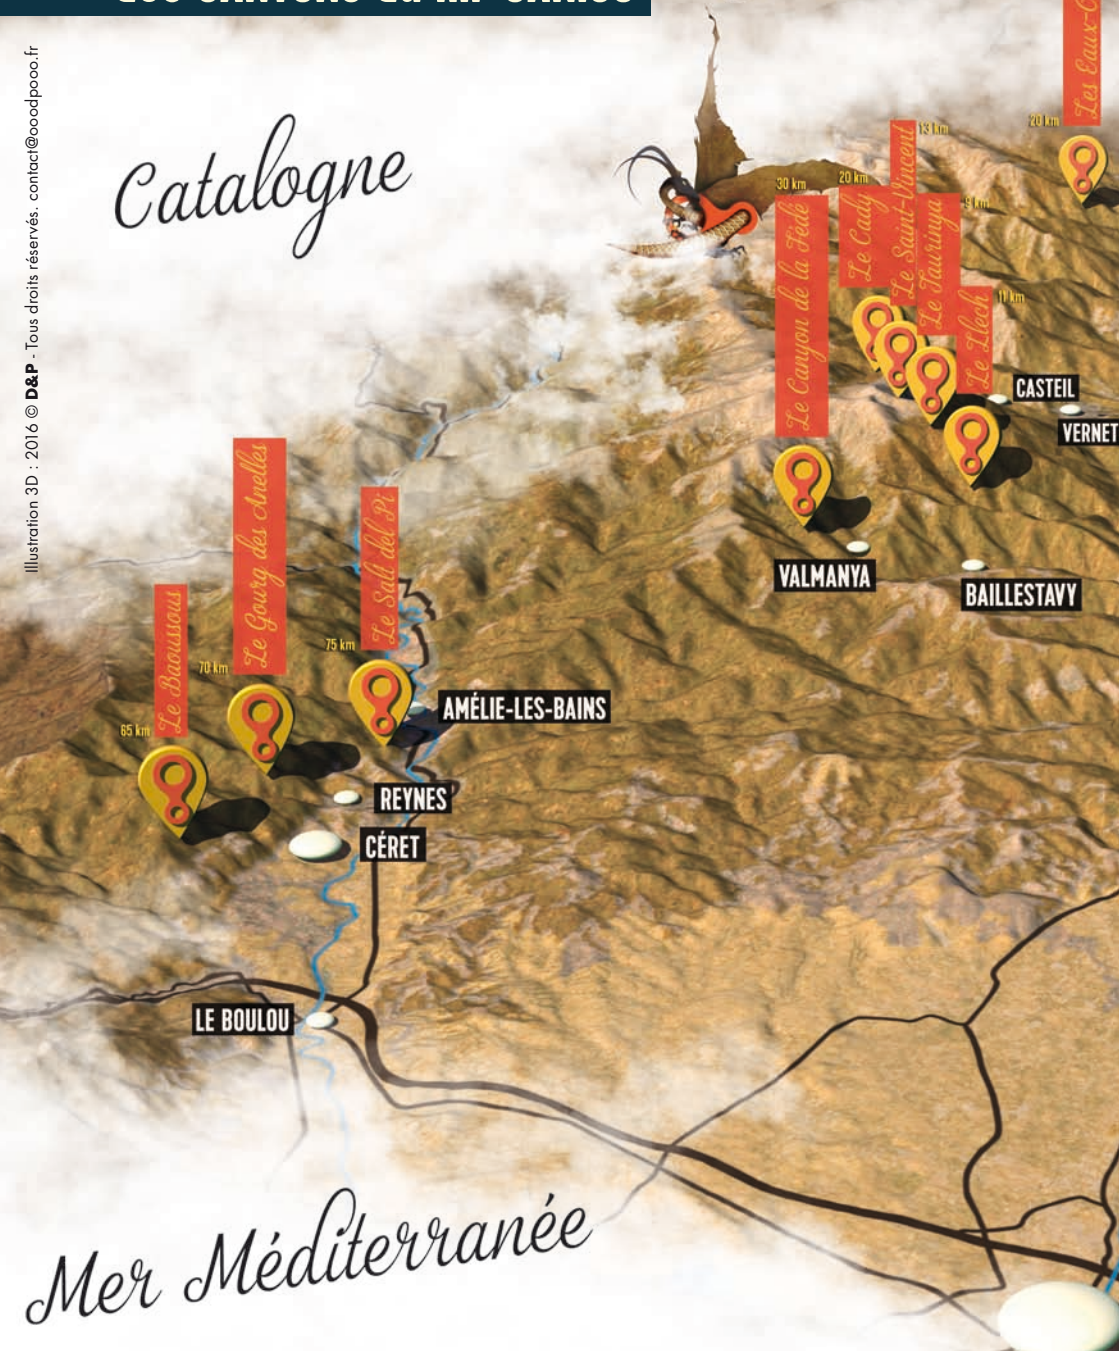 Illustration 3D : 2016 © D&P - Tous droits réservés. contact@ooodpooo.fr
Catalogne
20 km
13 km
20 km
30 km
9 km
11 km
Le Canyon de la Fédé
Le Cady
Le Saint-Vincent
Le Taurinya
Le Llech
CASTEIL
VERNET
VALMANYA
BAILLESTAVY
Le Baoussous
65 km
Le Gourg des Anelles
70 km
Le Salt del Pi
75 km
AMÉLIE-LES-BAINS
REYNES
CÉRET
LE BOULOU
Mer Méditerranée